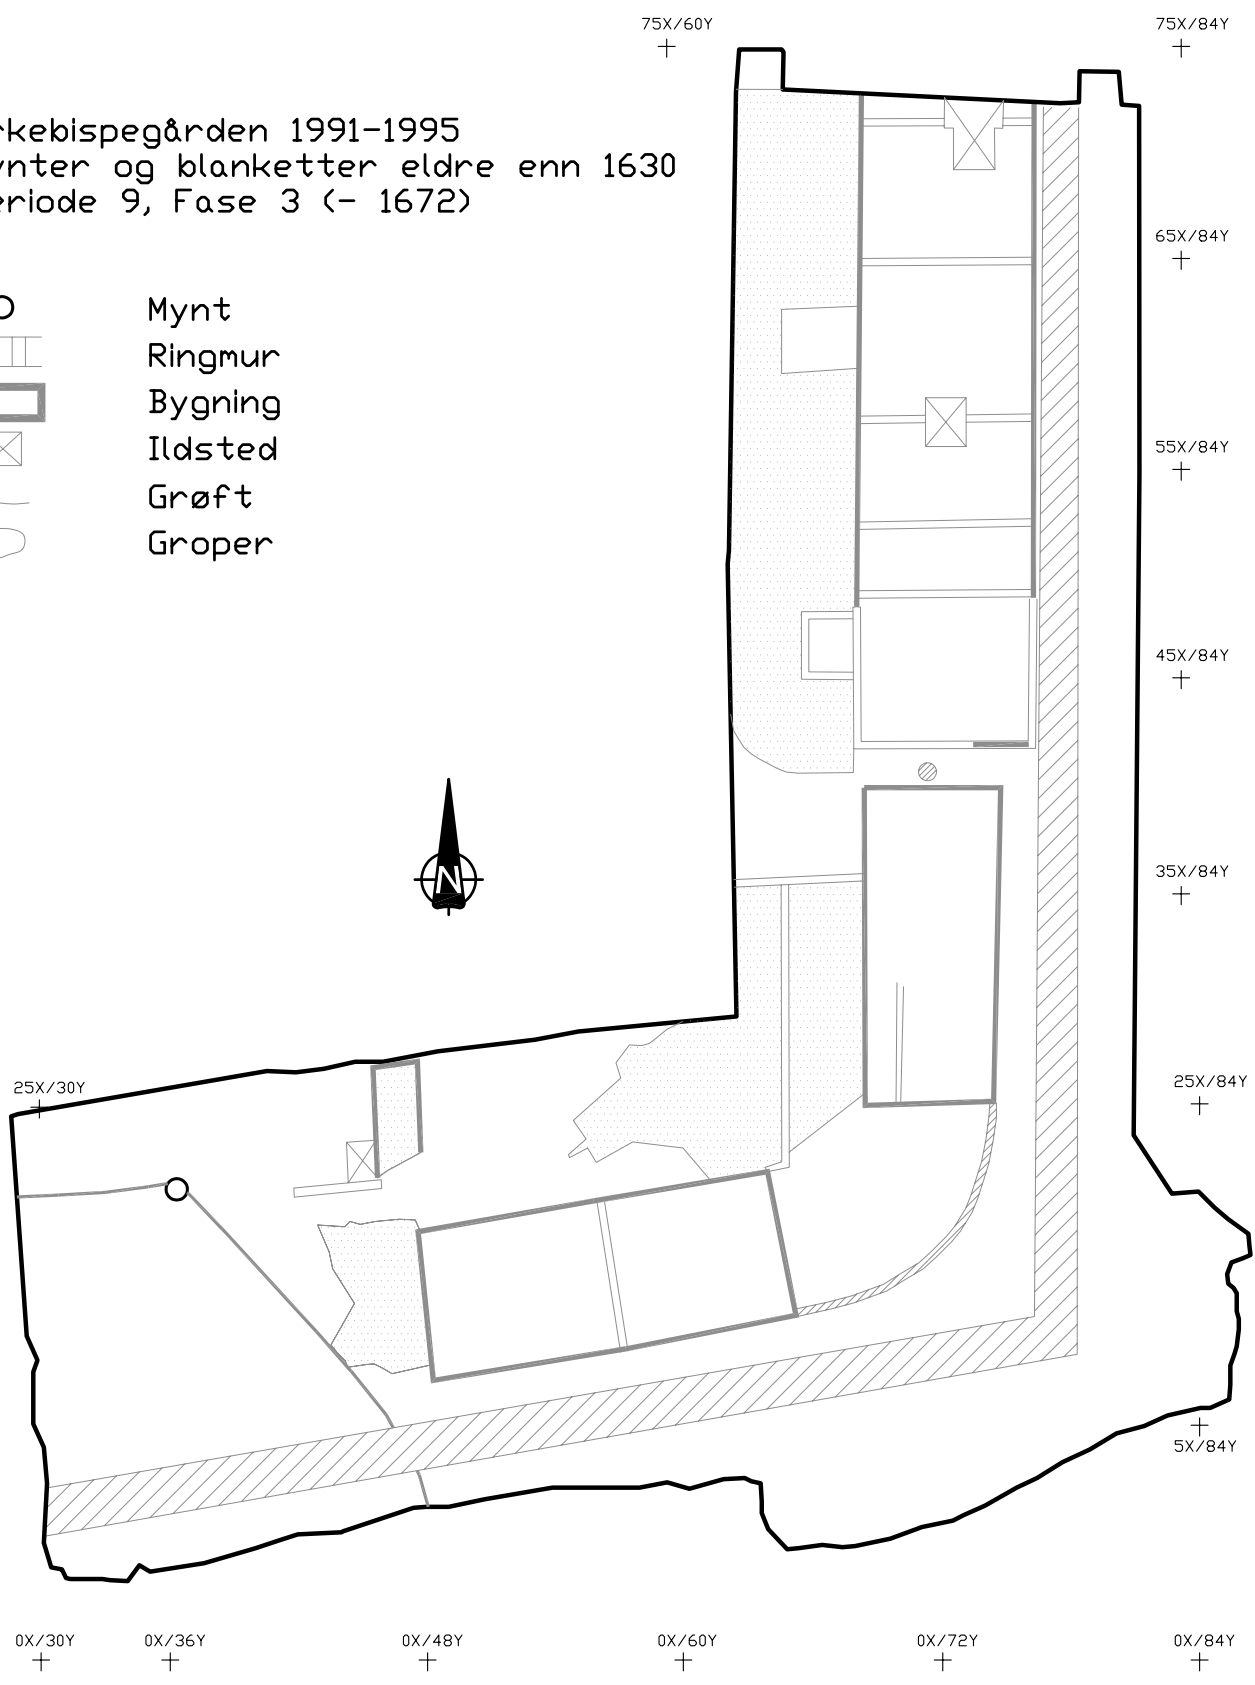 75X/60Y
75X/84Y
rkebispegården 1991-1995
ynter og blanketter eldre enn 1630
eriode 9, Fase 3 (- 1672)
65X/84Y
Mynt
Ringmur
Bygning
Ildsted
Grøft
Groper
55X/84Y
45X/84Y
35X/84Y
N
25X/30Y
25X/84Y
5X/84Y
0X/30Y
0X/36Y
0X/48Y
0X/60Y
0X/72Y
0X/84Y